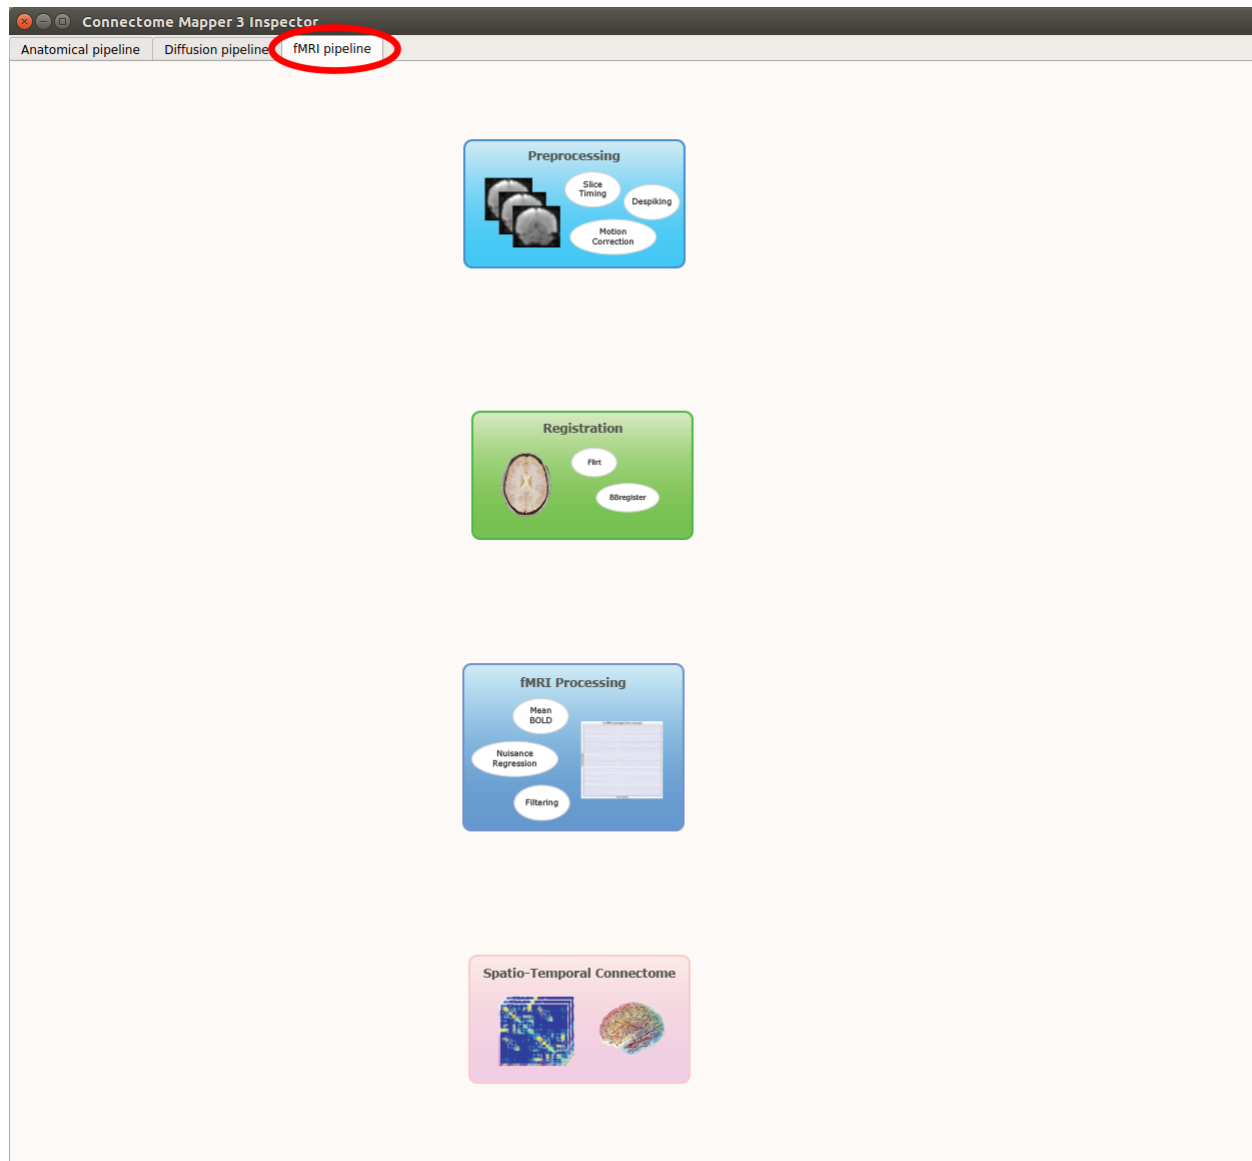 Connectome Mapper 3 Inspector
Anatomical pipeline
Diffusion pipeline
fMRI pipeline
Preprocessing
Slice
Timing
Despiking
Motion
Correction
Registration
Flirt
BBregister
fMRI Processing
Mean
BOLD
Nuisance
Regression
Filtering
Spatio-Temporal Connectome